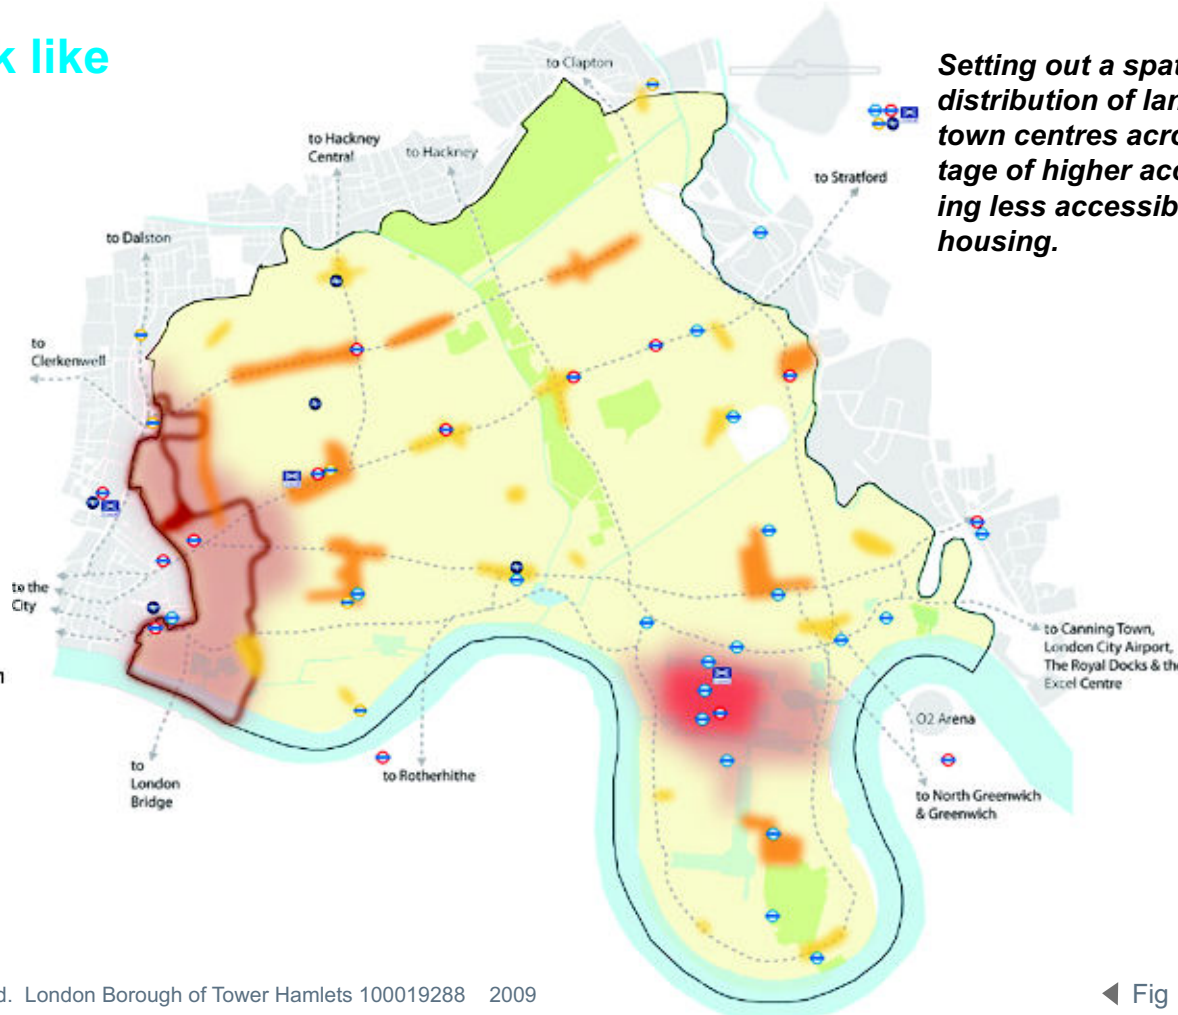 k like
Setting out a spat
distribution of lan
town centres acro
tage of higher acc
ing less accessib
housing.
to Clapton
to Hackney
Central
to Hackney
to Stratford
to Dalston
to
Clerkenwell
to the
City
to Canning Town,
London City Airport,
The Royal Docks & the
Excel Centre
O2 Arena
to
London
Bridge
to Rotherhithe
to North Greenwich
& Greenwich
d. London Borough of Tower Hamlets 100019288 2009
Fig